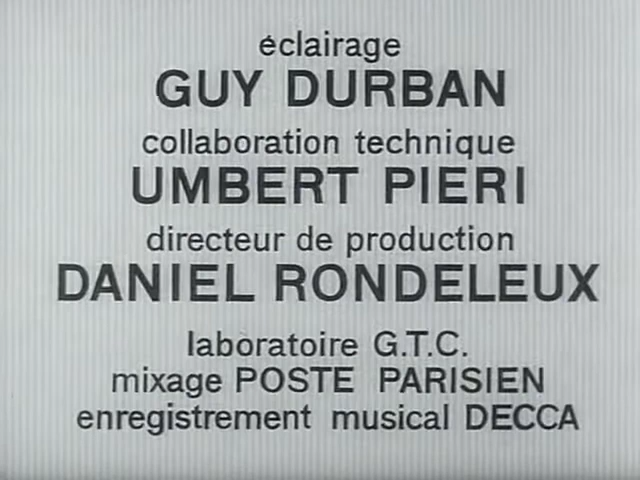 éclairage
GUY DURBAN
collaboration technique
UMBERT PIERI
directeur de production
DANIEL RONDELEUX
laboratoire G.T.C.
mixage POSTE PARISIEN
enregistrement musical DECCA